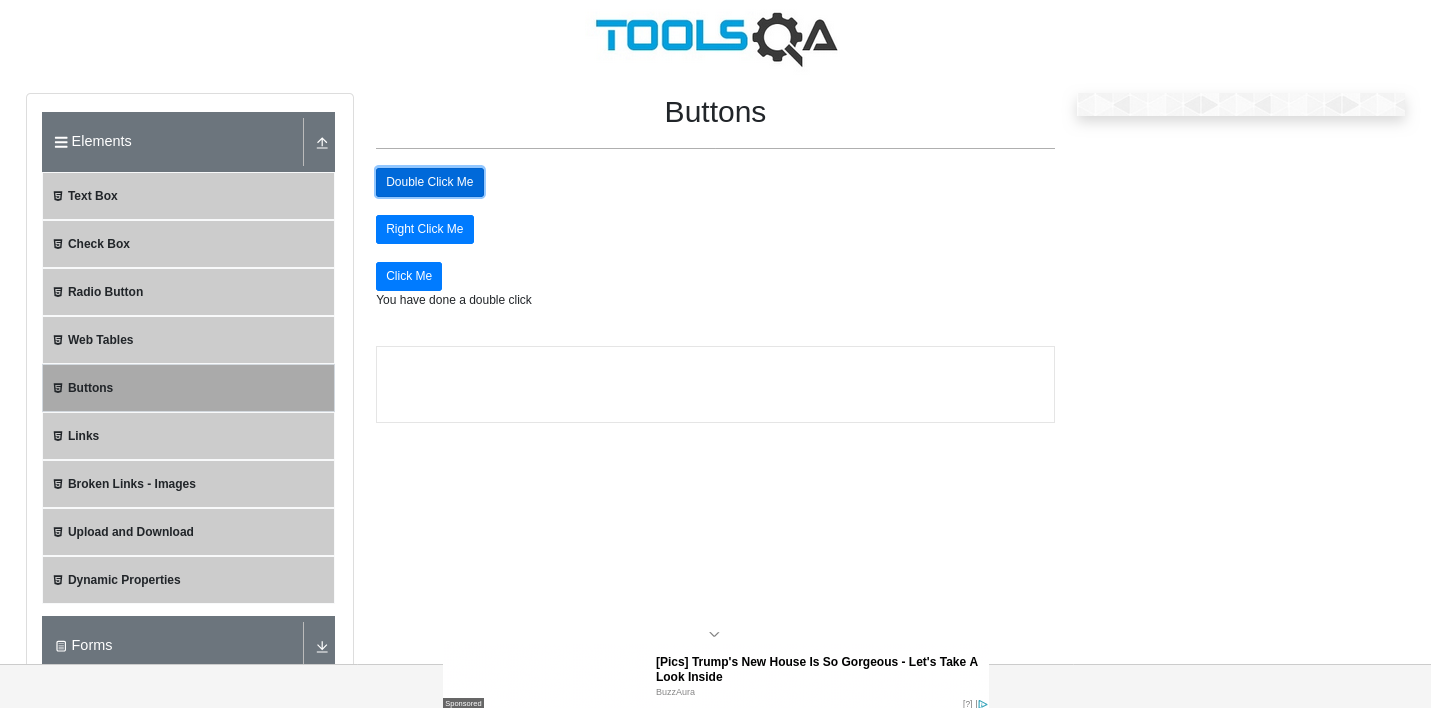 TOOLSQA
Elements
Text Box
Check Box
Radio Button
Web Tables
Buttons
Links
Broken Links - Images
Upload and Download
Dynamic Properties
Forms
Buttons
Double Click Me
Right Click Me
Click Me
You have done a double click
[Pics] Trump's New House Is So Gorgeous - Let's Take A
Look Inside
BuzzAura
Sponsored
[?]